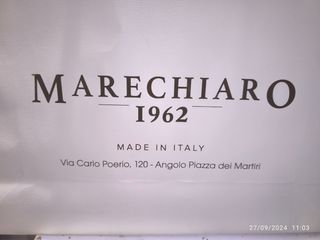 MARECHIARO
1962
MADE IN ITALY
Via Carlo Poerio, 120 - Angolo Piazza dei Martiri
27/09/2024 11:03